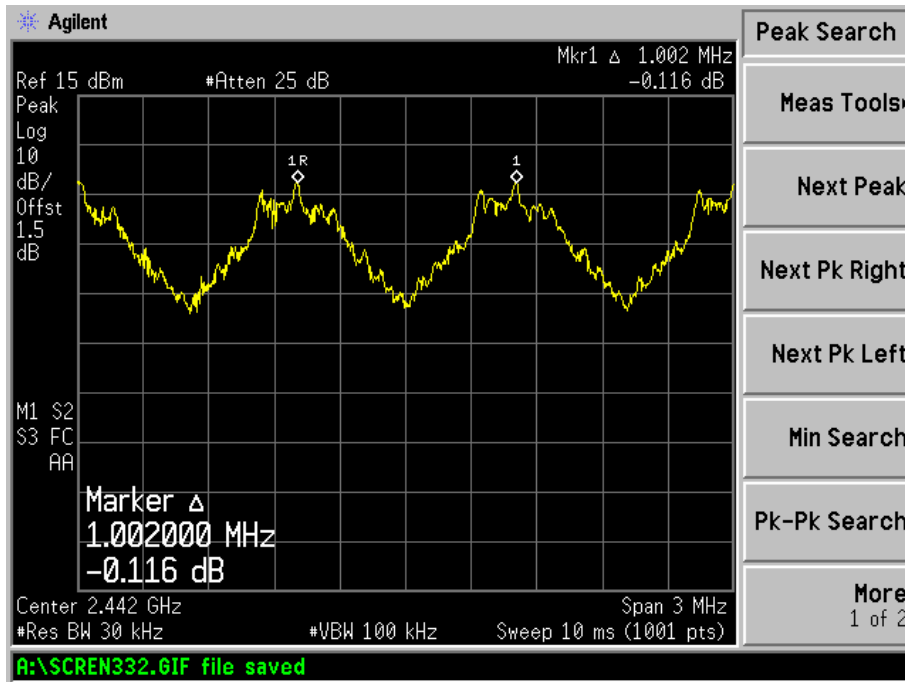 Agilent
Peak Search
Mkr1 Δ 1.002 MHz
Ref 15 dBm #Atten 25 dB -0.116 dB
Peak
Log
10
dB/
Offst
1.5
dB
1R
1
Meas Tools
Next Peak
Next Pk Right
Next Pk Left
M1 S2
S3 FC
AA
Min Search
Marker Δ
1.002000 MHz
-0.116 dB
Pk-Pk Search
Center 2.442 GHz Span 3 MHz
#Res BW 30 kHz #VBW 100 kHz Sweep 10 ms (1001 pts)
More
1 of 2
A:\SCREN332.GIF file saved